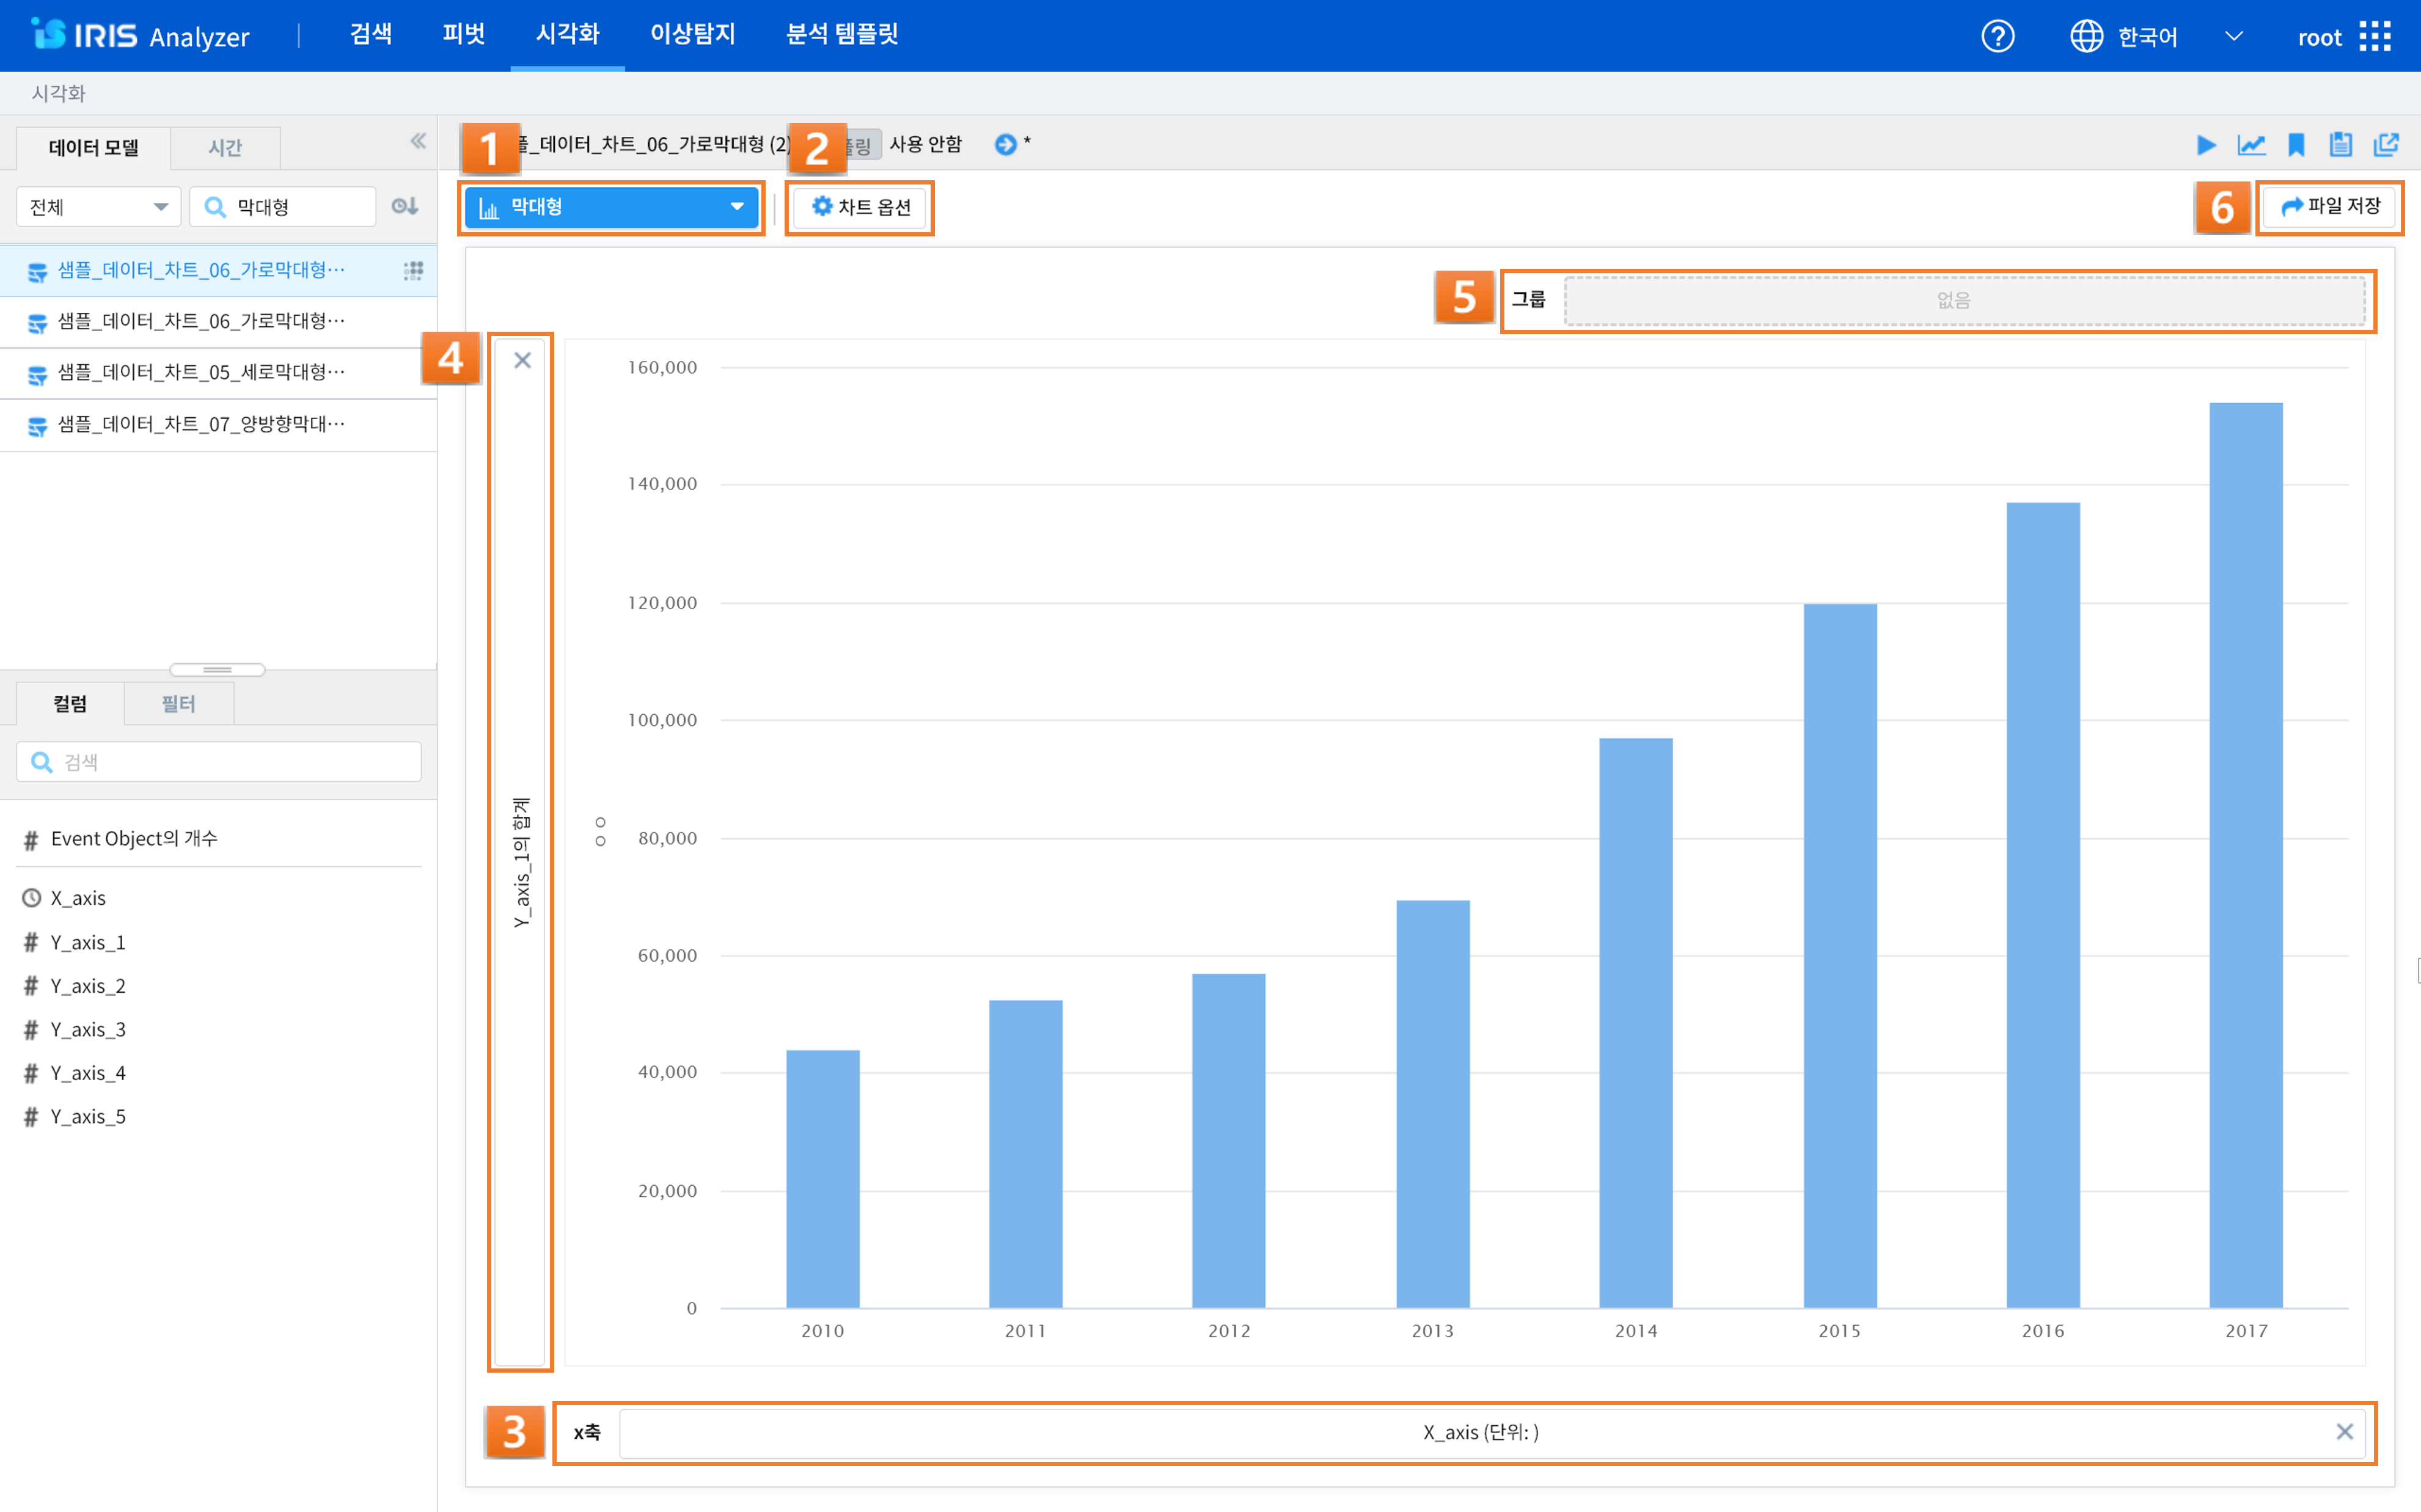 IRIS Analyzer
검색 피벗 시각화 이상탐지 분석 템플릿
? 한국어 root
시각화
데이터 모델 시간
전체 막대형
샘플_데이터_차트_06_가로막대형...
샘플_데이터_차트_06_가로막대형...
샘플_데이터_차트_05_세로막대형...
샘플_데이터_차트_07_양방향막대...
컬럼 필터
검색
# Event Object의 개수
X_axis
# Y_axis_1
# Y_axis_2
# Y_axis_3
# Y_axis_4
# Y_axis_5
1 플_데이터_차트_06_가로막대형 (2) 2 플링 사용 안함 *
막대형 차트 옵션 6 파일 저장
5 그룹 없음
4
Y_axis_1의 합계
160,000
140,000
120,000
100,000
80,000
60,000
40,000
20,000
0
2010 2011 2012 2013 2014 2015 2016 2017
3 x축 X_axis (단위: )